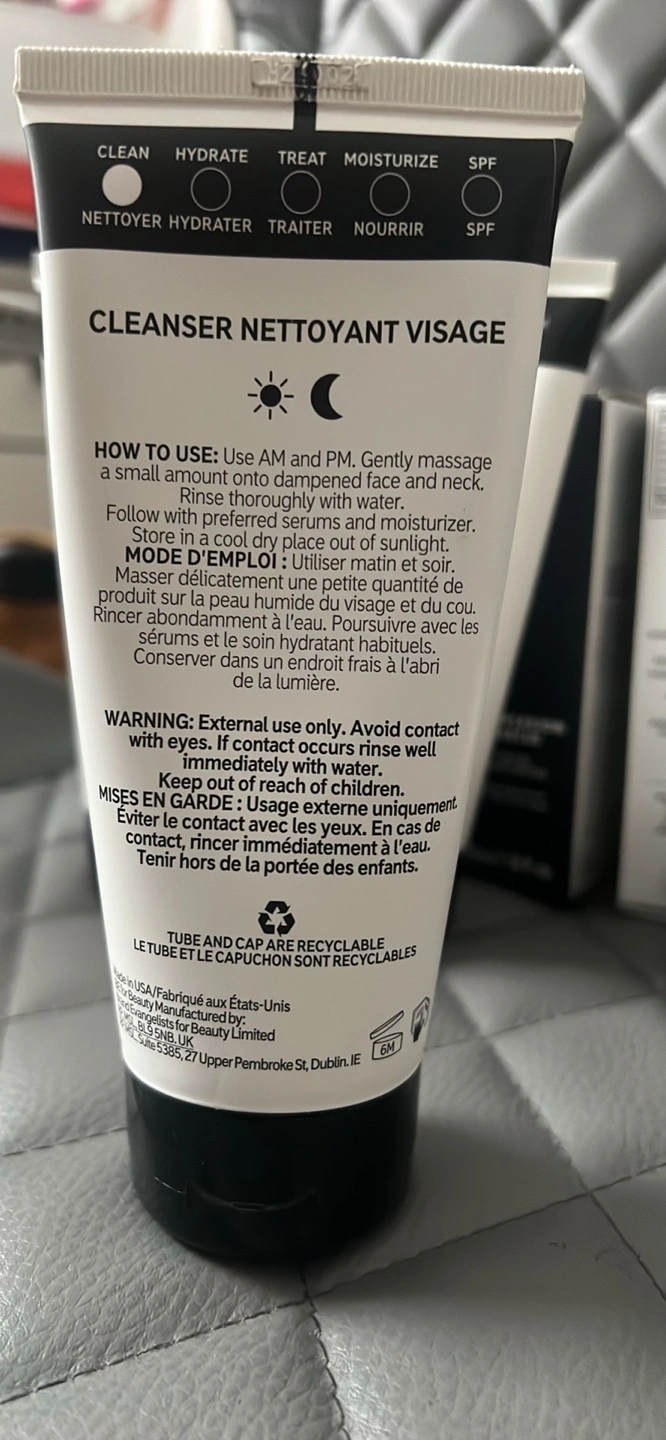 CLEAN HYDRATE TREAT MOISTURIZE SPF
NETTOYER HYDRATER TRAITER NOURRIR SPF
CLEANSER NETTOYANT VISAGE
HOW TO USE: Use AM and PM. Gently massage
a small amount onto dampened face and neck.
Rinse thoroughly with water.
Follow with preferred serums and moisturizer.
Store in a cool dry place out of sunlight.
MODE D'EMPLOI : Utiliser matin et soir.
Masser délicatement une petite quantité de
produit sur la peau humide du visage et du cou.
Rincer abondamment à l'eau. Poursuivre avec les
sérums et le soin hydratant habituels.
Conserver dans un endroit frais à l'abri
de la lumière.
WARNING: External use only. Avoid contact
with eyes. If contact occurs rinse well
immediately with water.
Keep out of reach of children.
MISES EN GARDE : Usage externe uniquement.
Éviter le contact avec les yeux. En cas de
contact, rincer immédiatement à l'eau.
Tenir hors de la portée des enfants.
TUBE AND CAP ARE RECYCLABLE
LE TUBE ET LE CAPUCHON SONT RECYCLABLES
in USA/Fabriqué aux États-Unis
for Beauty Manufactured by:
Evangelists for Beauty Limited
BL9 5NB. UK
Suite 5385, 27 Upper Pembroke St, Dublin. IE
6M